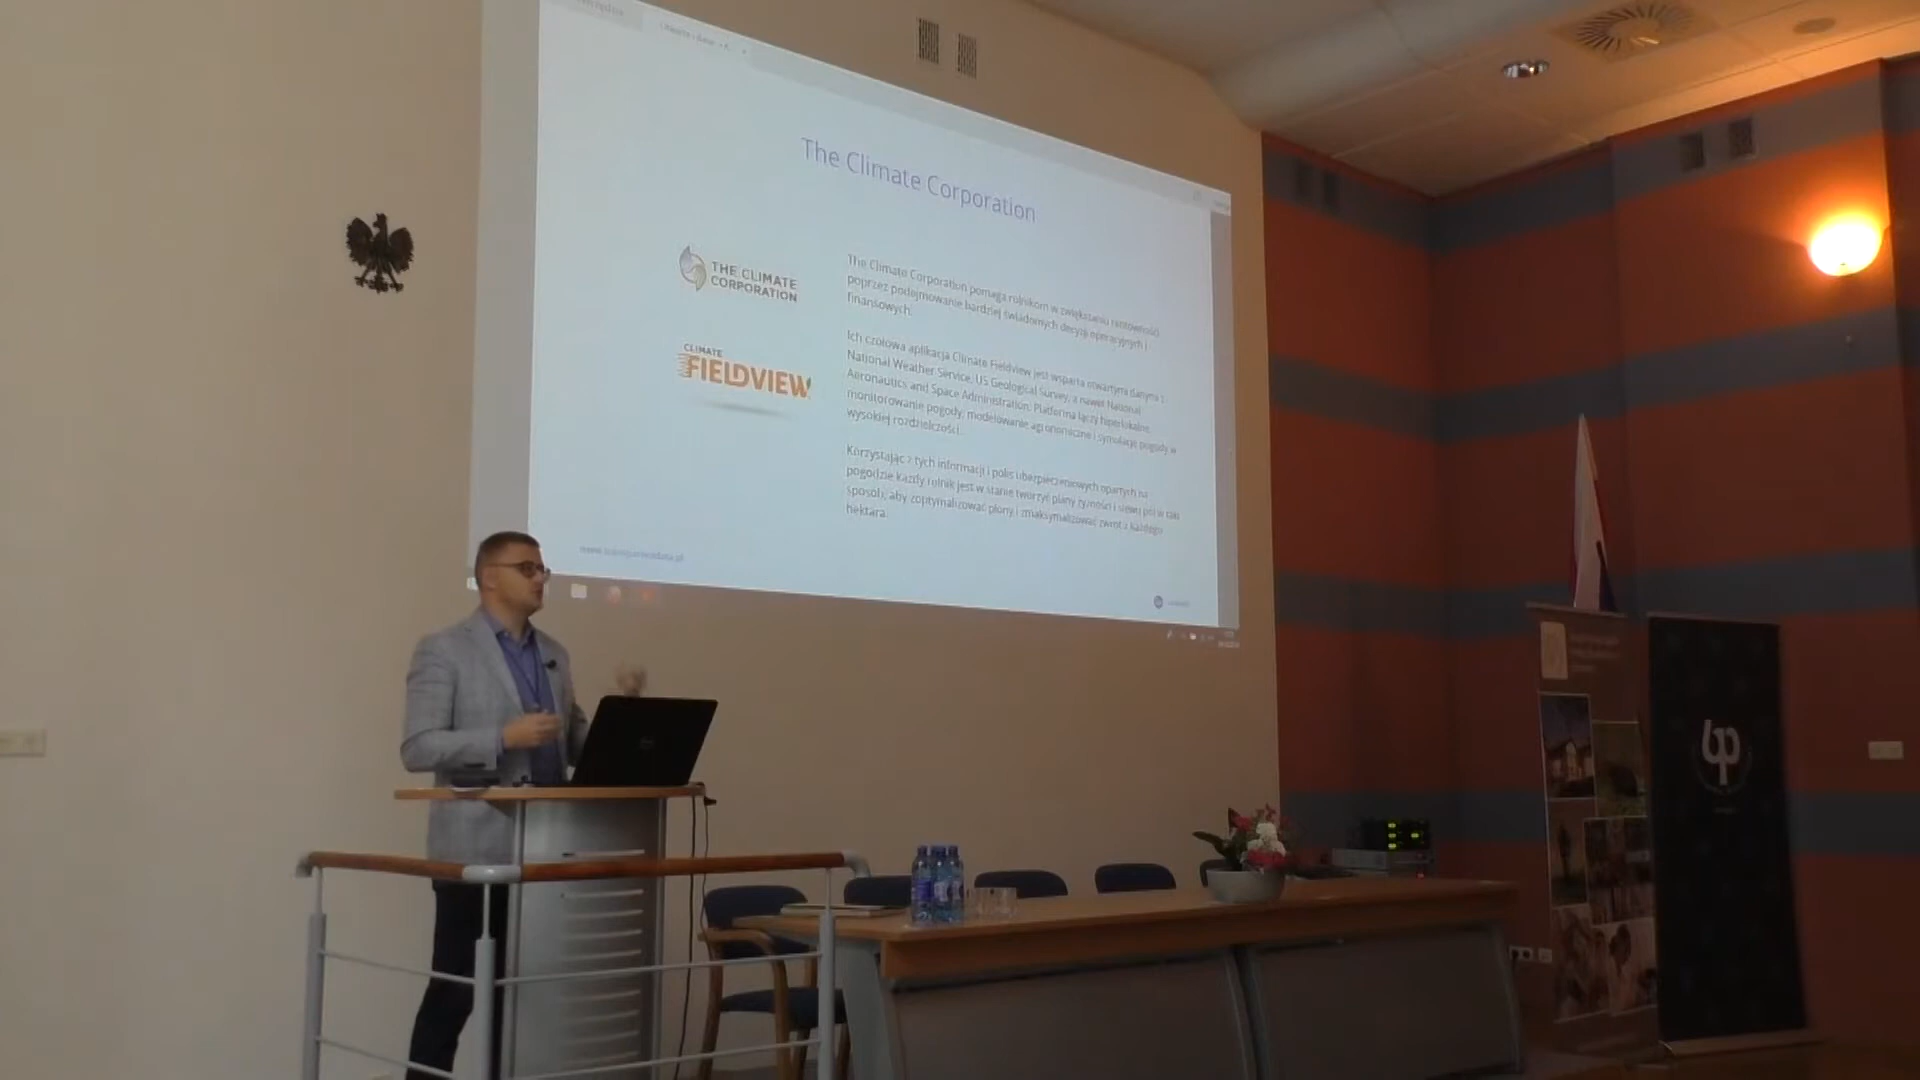 The Climate Corporation
THE CLIMATE
CORPORATION
The Climate Corporation pomaga rolnikom w zwiększaniu rentowności
poprzez podejmowanie bardziej świadomych decyzji operacyjnych i
finansowych.
CLIMATE
FIELDVIEW
Ich czołowa aplikacja Climate Fieldview jest wsparta otwartymi danymi z
National Weather Service, US Geological Survey, a nawet National
Aeronautics and Space Administration. Platforma łączy hiperlokalne
monitorowanie pogody, modelowanie agronomiczne i symulacje pogody w
wysokiej rozdzielczości.
Korzystając z tych informacji i polis ubezpieczeniowych opartych na
pogodzie każdy rolnik jest w stanie tworzyć plany żyzności i siewu pól w taki
sposób, aby zoptymalizować plony i zmaksymalizować zwrot z każdego
hektara.